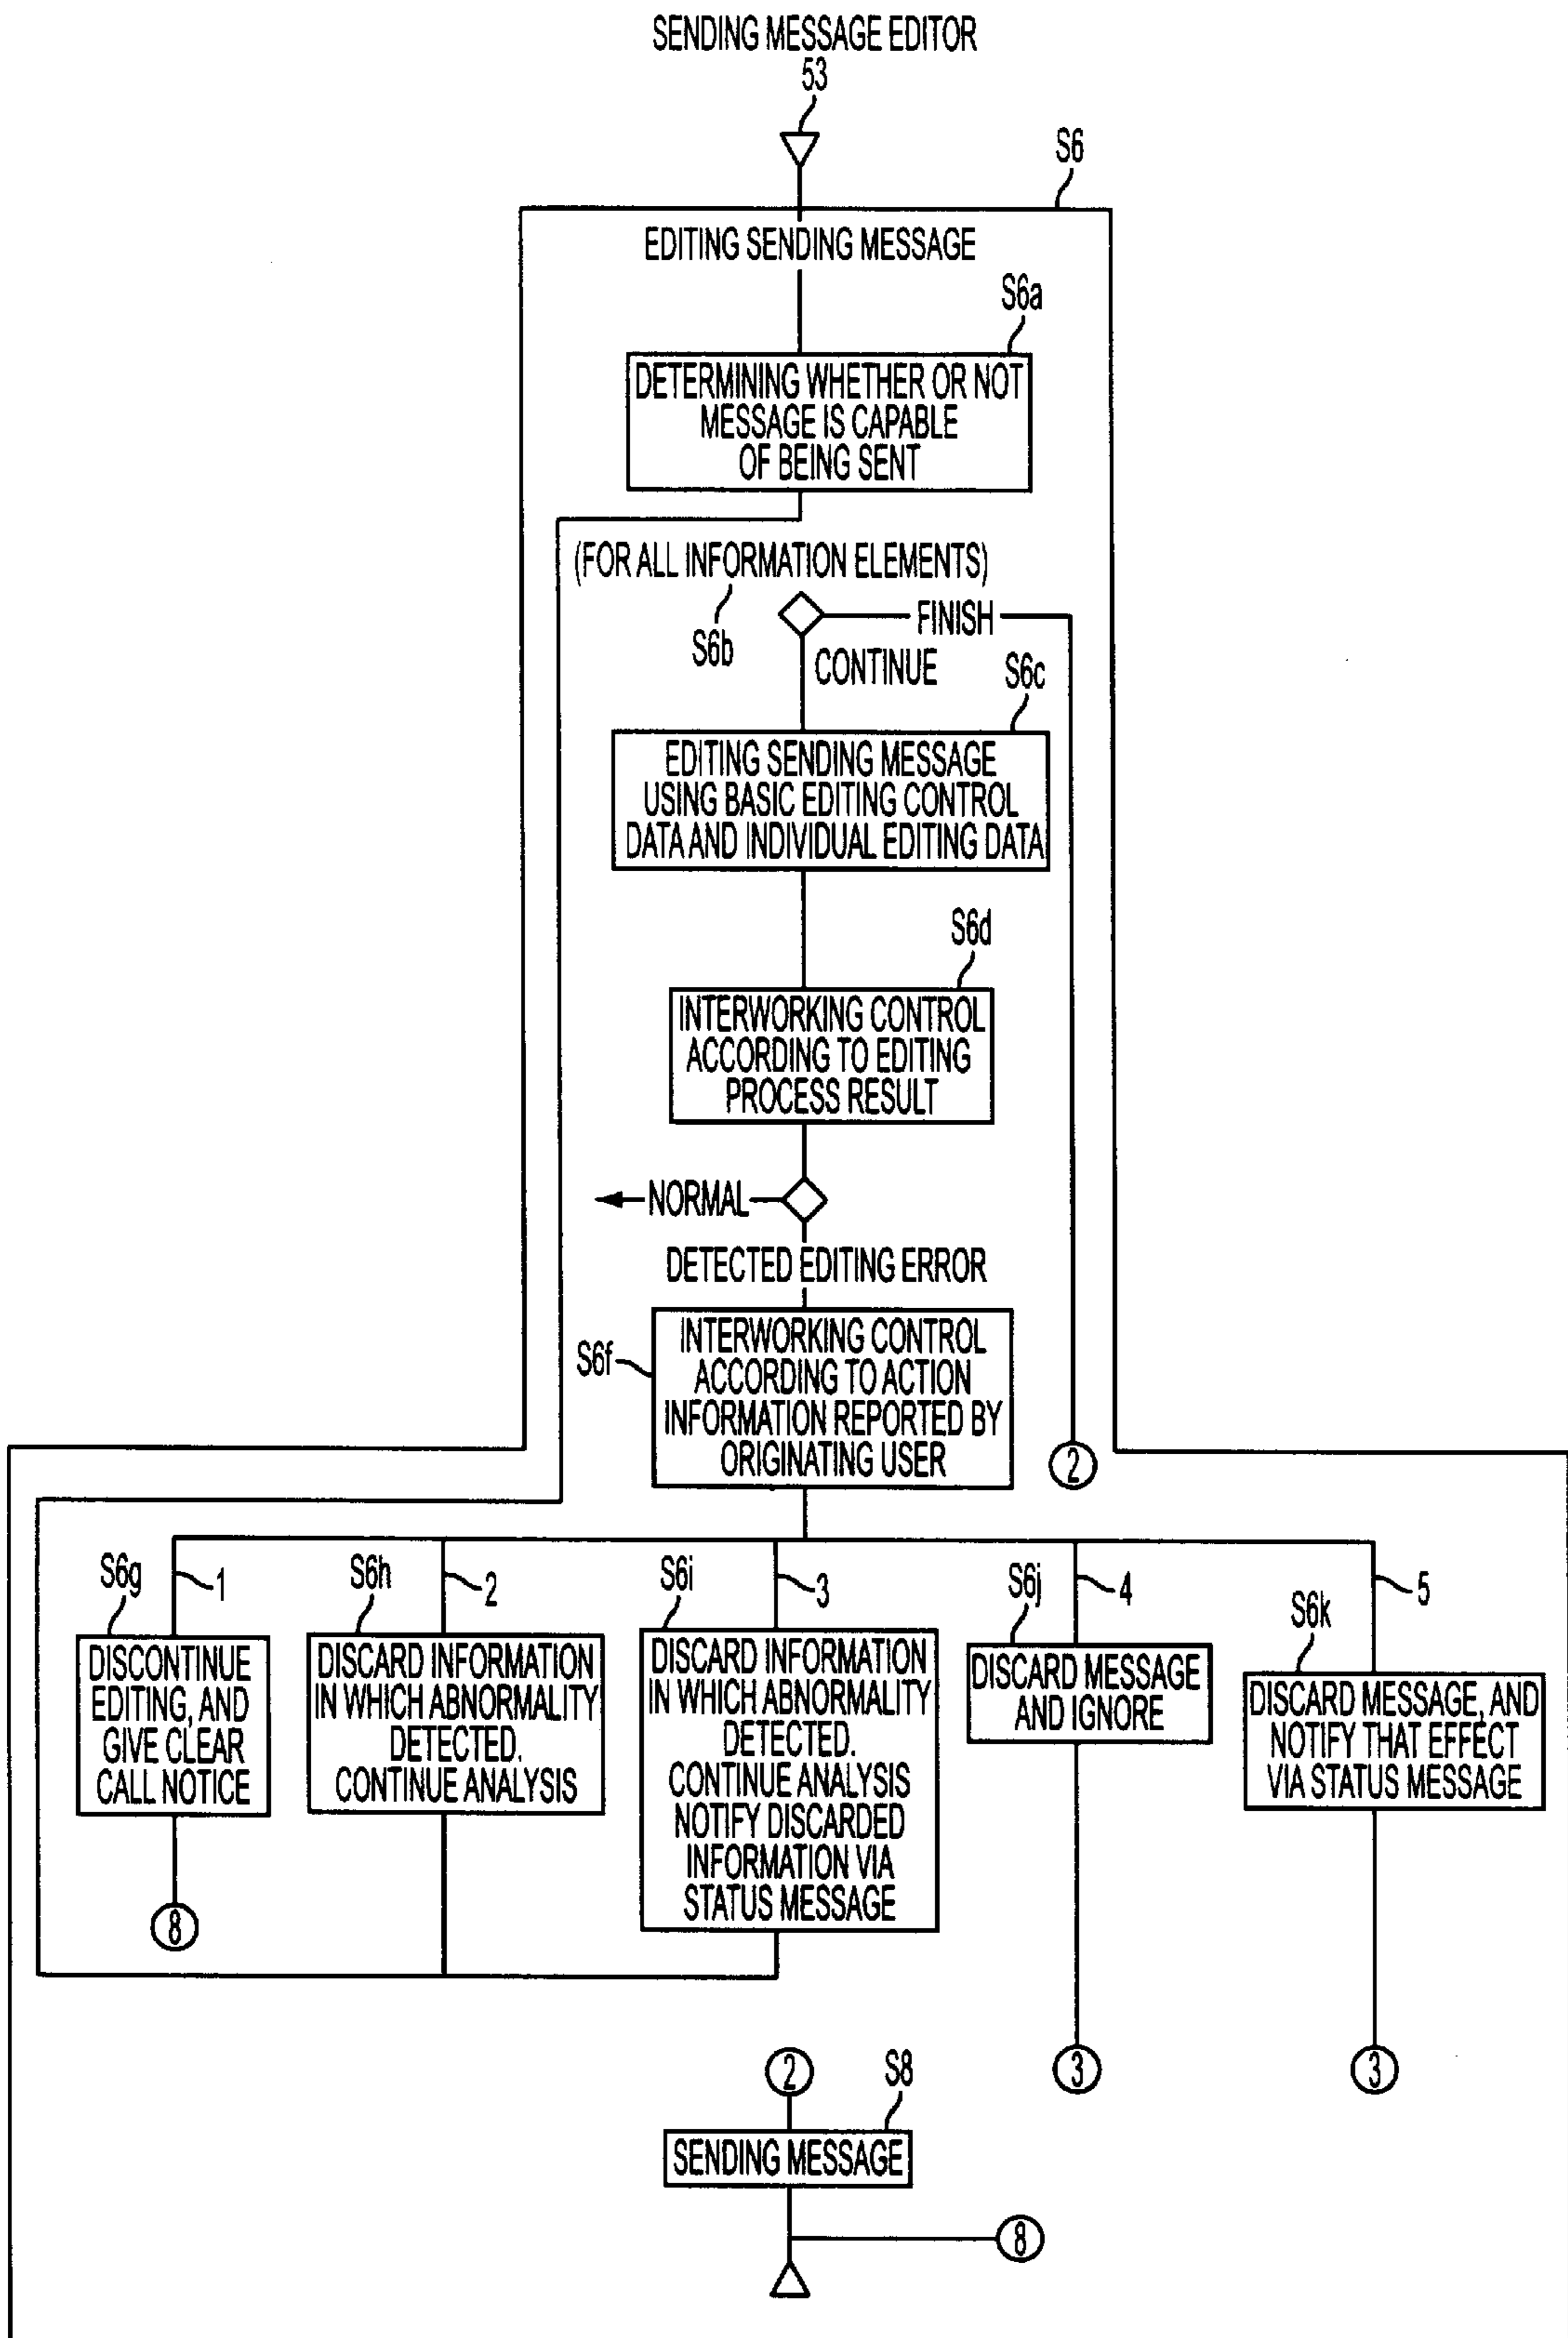 SENDING MESSAGE EDITOR
53
S6
EDITING SENDING MESSAGE
S6a
DETERMINING WHETHER OR NOT
MESSAGE IS CAPABLE
OF BEING SENT
(FOR ALL INFORMATION ELEMENTS)
S6b
FINISH
CONTINUE
S6c
EDITING SENDING MESSAGE
USING BASIC EDITING CONTROL
DATA AND INDIVIDUAL EDITING DATA
S6d
INTERWORKING CONTROL
ACCORDING TO EDITING
PROCESS RESULT
NORMAL
DETECTED EDITING ERROR
S6f
INTERWORKING CONTROL
ACCORDING TO ACTION
INFORMATION REPORTED BY
ORIGINATING USER
2
S6g
1
DISCONTINUE
EDITING, AND
GIVE CLEAR
CALL NOTICE
8
S6h
2
DISCARD INFORMATION
IN WHICH ABNORMALITY
DETECTED.
CONTINUE ANALYSIS
S6i
3
DISCARD INFORMATION
IN WHICH ABNORMALITY
DETECTED.
CONTINUE ANALYSIS
NOTIFY DISCARDED
INFORMATION VIA
STATUS MESSAGE
S6j
4
DISCARD MESSAGE
AND IGNORE
3
S6k
5
DISCARD MESSAGE, AND
NOTIFY THAT EFFECT
VIA STATUS MESSAGE
3
2
S8
SENDING MESSAGE
8